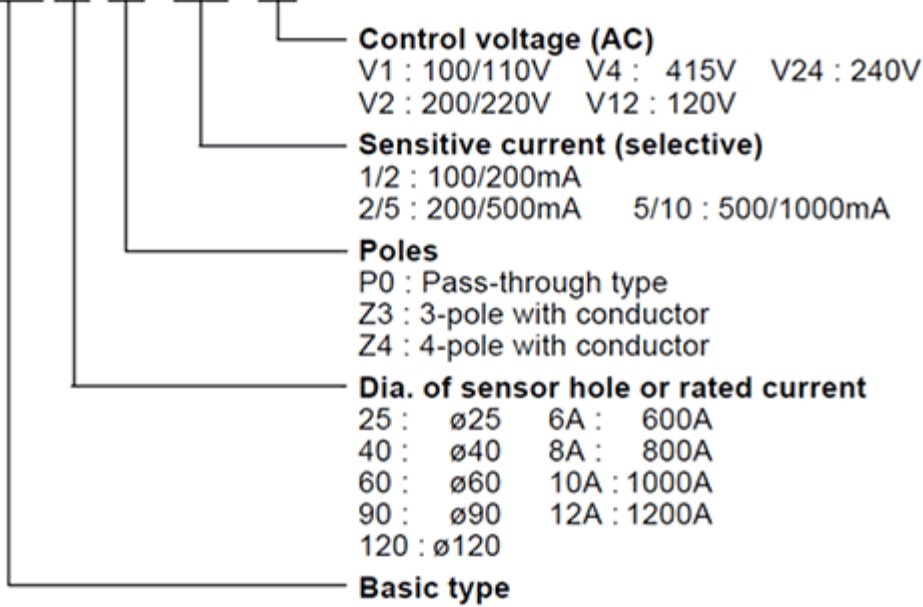 Control voltage (AC)
V1 : 100/110V V4 : 415V V24 : 240V
V2 : 200/220V V12 : 120V
Sensitive current (selective)
1/2 : 100/200mA
2/5 : 200/500mA 5/10 : 500/1000mA
Poles
P0 : Pass-through type
Z3 : 3-pole with conductor
Z4 : 4-pole with conductor
Dia. of sensor hole or rated current
25 : ø25 6A : 600A
40 : ø40 8A : 800A
60 : ø60 10A : 1000A
90 : ø90 12A : 1200A
120 : ø120
Basic type